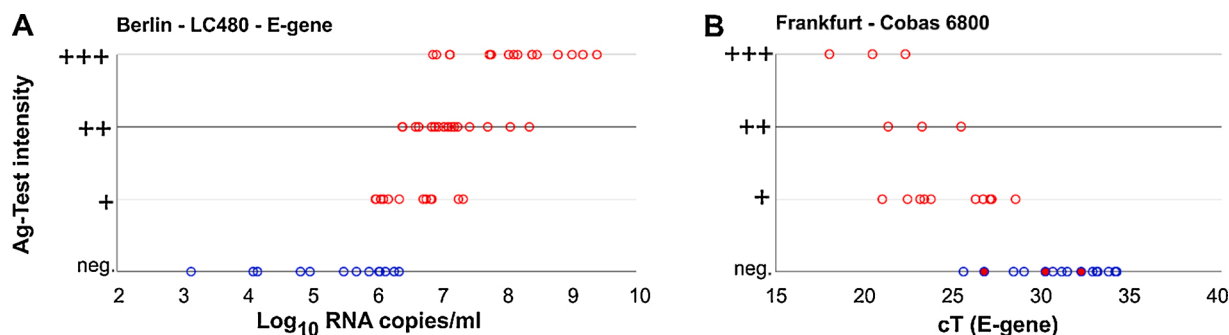 A Berlin - LC480 - E-gene
+++
++
+
neg.
Ag-Test intensity
2 3 4 5 6 7 8 9 10
Log10 RNA copies/ml
B Frankfurt - Cobas 6800
+++
++
+
neg.
15 20 25 30 35 40
cT (E-gene)